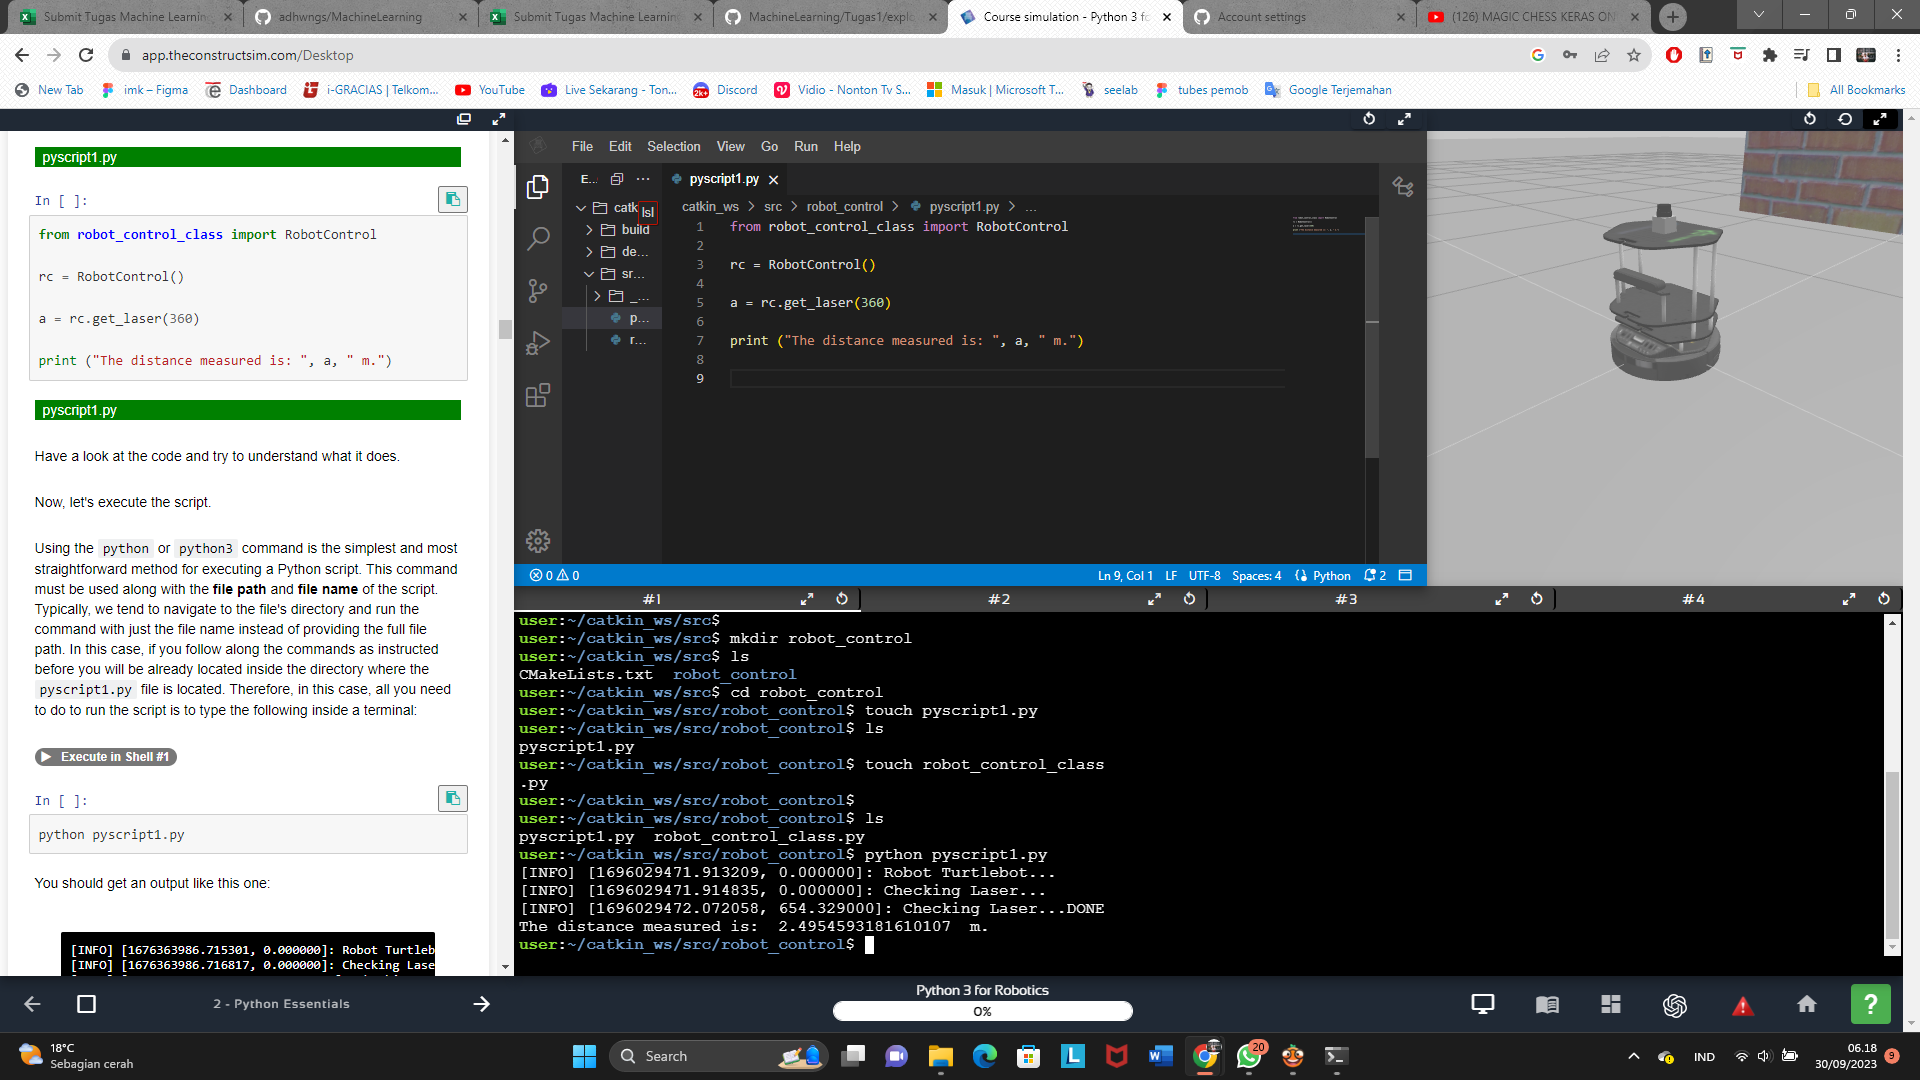 Submit Tugas Machine Learning
adhwngs/MachineLearning
Submit Tugas Machine Learnin
MachineLearning/Tugas1/explo
Course simulation - Python 3 fo
Account settings
(126) MAGIC CHESS KERAS ON
app.theconstructsim.com/Desktop
New Tab
imk – Figma
Dashboard
i-GRACIAS | Telkom...
YouTube
Live Sekarang - Ton...
Discord
Vidio - Nonton Tv S...
Masuk | Microsoft T...
seelab
tubes pemob
Google Terjemahan
All Bookmarks
pyscript1.py
In [ ]:
from robot_control_class import RobotControl
rc = RobotControl()
a = rc.get_laser(360)
print ("The distance measured is: ", a, " m.")
pyscript1.py
Have a look at the code and try to understand what it does.
Now, let's execute the script.
Using the python or python3 command is the simplest and most
straightforward method for executing a Python script. This command
must be used along with the file path and file name of the script.
Typically, we tend to navigate to the file's directory and run the
command with just the file name instead of providing the full file
path. In this case, if you follow along the commands as instructed
before you will be already located inside the directory where the
pyscript1.py file is located. Therefore, in this case, all you need
to do to run the script is to type the following inside a terminal:
Execute in Shell #1
In [ ]:
python pyscript1.py
You should get an output like this one:
[INFO] [1676363986.715301, 0.000000]: Robot Turtleb
[INFO] [1676363986.716817, 0.000000]: Checking Lase
File Edit Selection View Go Run Help
E...
catk
lsl
build
de...
sr...
_...
p...
r...
pyscript1.py
catkin_ws > src > robot_control > pyscript1.py > ...
1 from robot_control_class import RobotControl
2
3 rc = RobotControl()
4
5 a = rc.get_laser(360)
6
7 print ("The distance measured is: ", a, " m.")
8
9
0 0
Ln 9, Col 1 LF UTF-8 Spaces: 4 Python 2
#1
#2
#3
#4
user:~/catkin_ws/src$
user:~/catkin_ws/src$ mkdir robot_control
user:~/catkin_ws/src$ ls
CMakeLists.txt robot_control
user:~/catkin_ws/src$ cd robot_control
user:~/catkin_ws/src/robot_control$ touch pyscript1.py
user:~/catkin_ws/src/robot_control$ ls
pyscript1.py
user:~/catkin_ws/src/robot_control$ touch robot_control_class
.py
user:~/catkin_ws/src/robot_control$
user:~/catkin_ws/src/robot_control$ ls
pyscript1.py robot_control_class.py
user:~/catkin_ws/src/robot_control$ python pyscript1.py
[INFO] [1696029471.913209, 0.000000]: Robot Turtlebot...
[INFO] [1696029471.914835, 0.000000]: Checking Laser...
[INFO] [1696029472.072058, 654.329000]: Checking Laser...DONE
The distance measured is: 2.4954593181610107 m.
user:~/catkin_ws/src/robot_control$
2 - Python Essentials
Python 3 for Robotics
0%
?
18°C
Sebagian cerah
Search
20
IND
06.18
30/09/2023
9